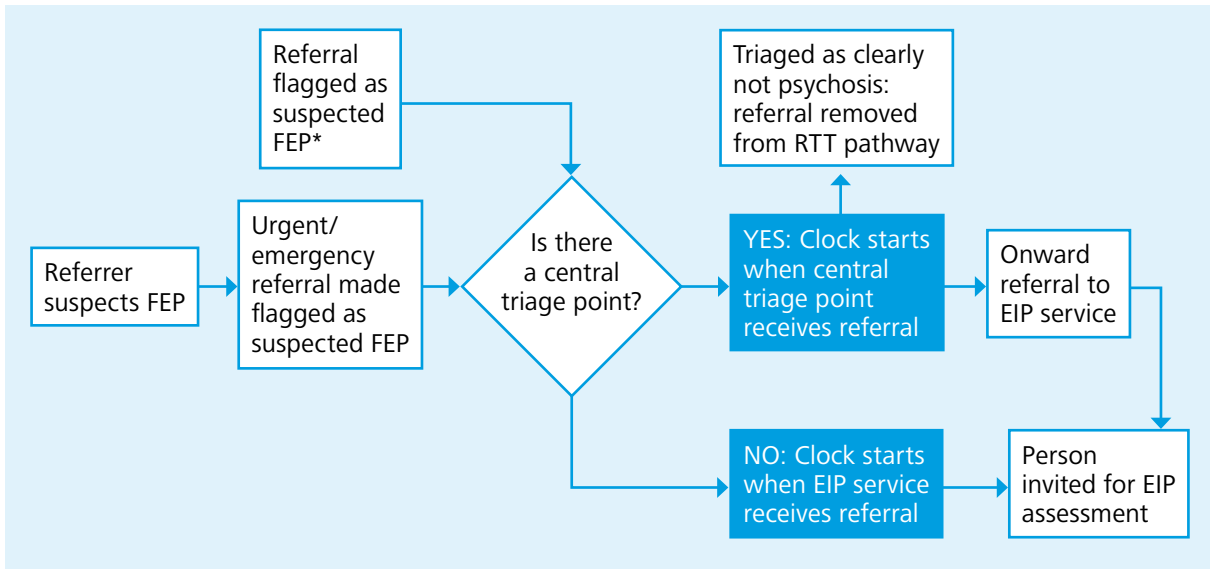 Referral
flagged as
suspected
FEP*
Triaged as clearly
not psychosis:
referral removed
from RTT pathway
Referrer
suspects FEP
Urgent/
emergency
referral made
flagged as
suspected FEP
Is there
a central
triage point?
YES: Clock starts
when central
triage point
receives referral
Onward
referral to
EIP service
NO: Clock starts
when EIP service
receives referral
Person
invited for EIP
assessment